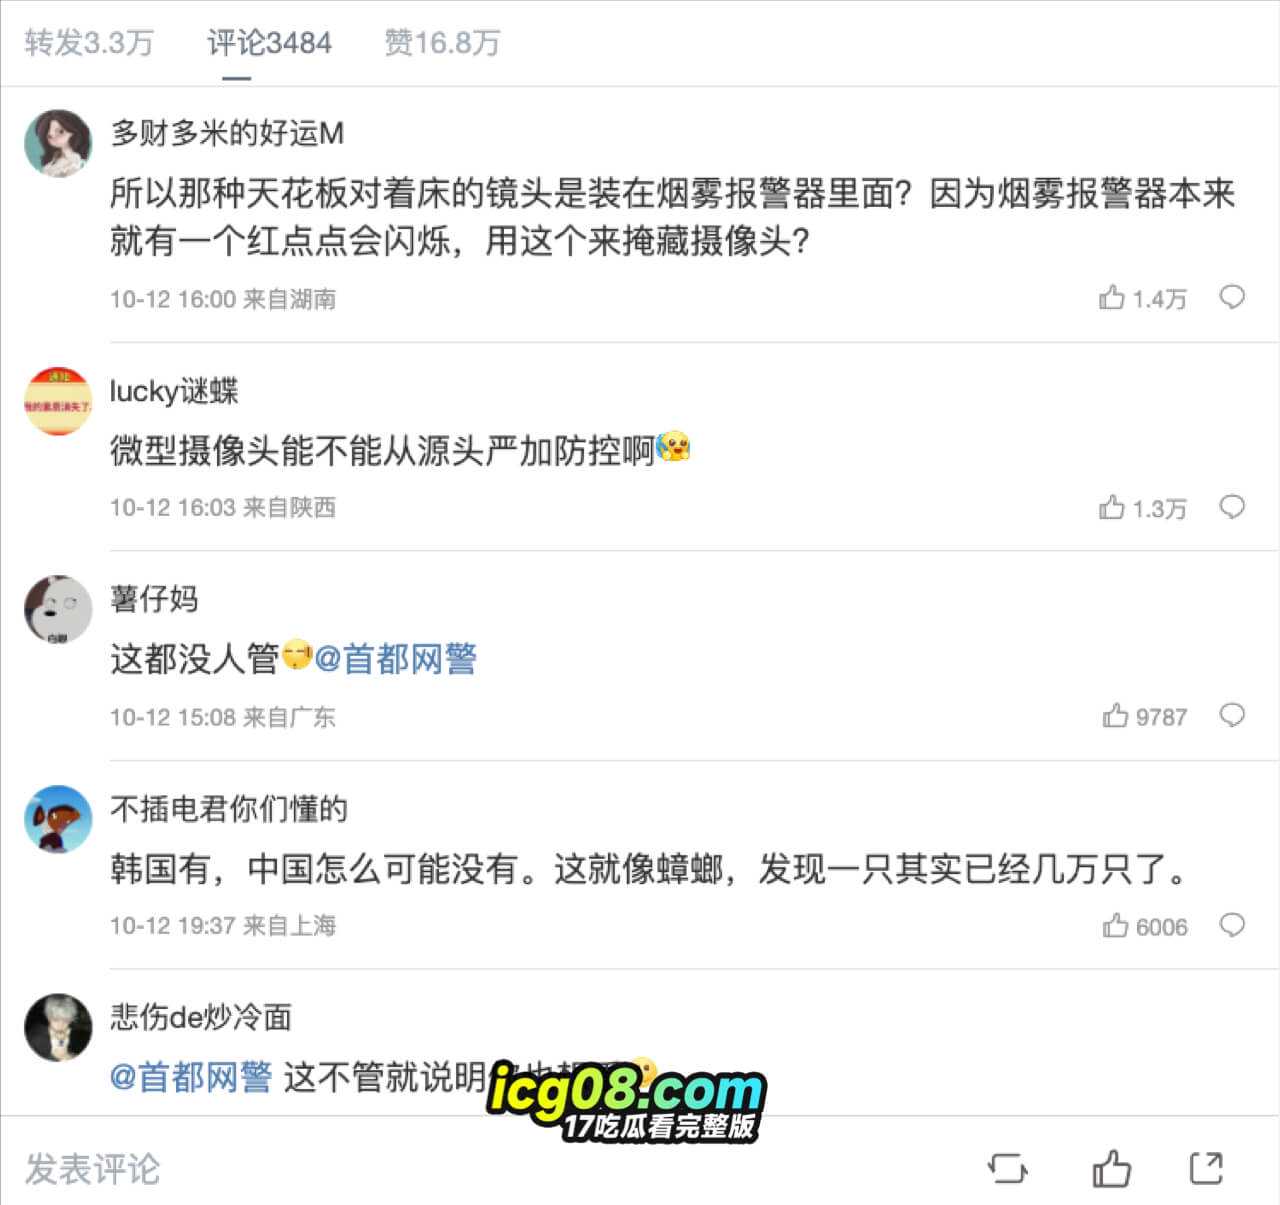 转发3.3万 评论3484 赞16.8万
多财多米的好运M
所以那种天花板对着床的镜头是装在烟雾报警器里面？因为烟雾报警器本来
就有一个红点点会闪烁，用这个来掩藏摄像头？
10-12 16:00 来自湖南 1.4万
lucky谜蝶
微型摄像头能不能从源头严加防控啊
10-12 16:03 来自陕西 1.3万
薯仔妈
这都没人管@首都网警
10-12 15:08 来自广东 9787
不插电君你们懂的
韩国有，中国怎么可能没有。这就像蟑螂，发现一只其实已经几万只了。
10-12 19:37 来自上海 6006
悲伤de炒冷面
@首都网警 这不管就说明
icg08.com
17吃瓜看完整版
发表评论